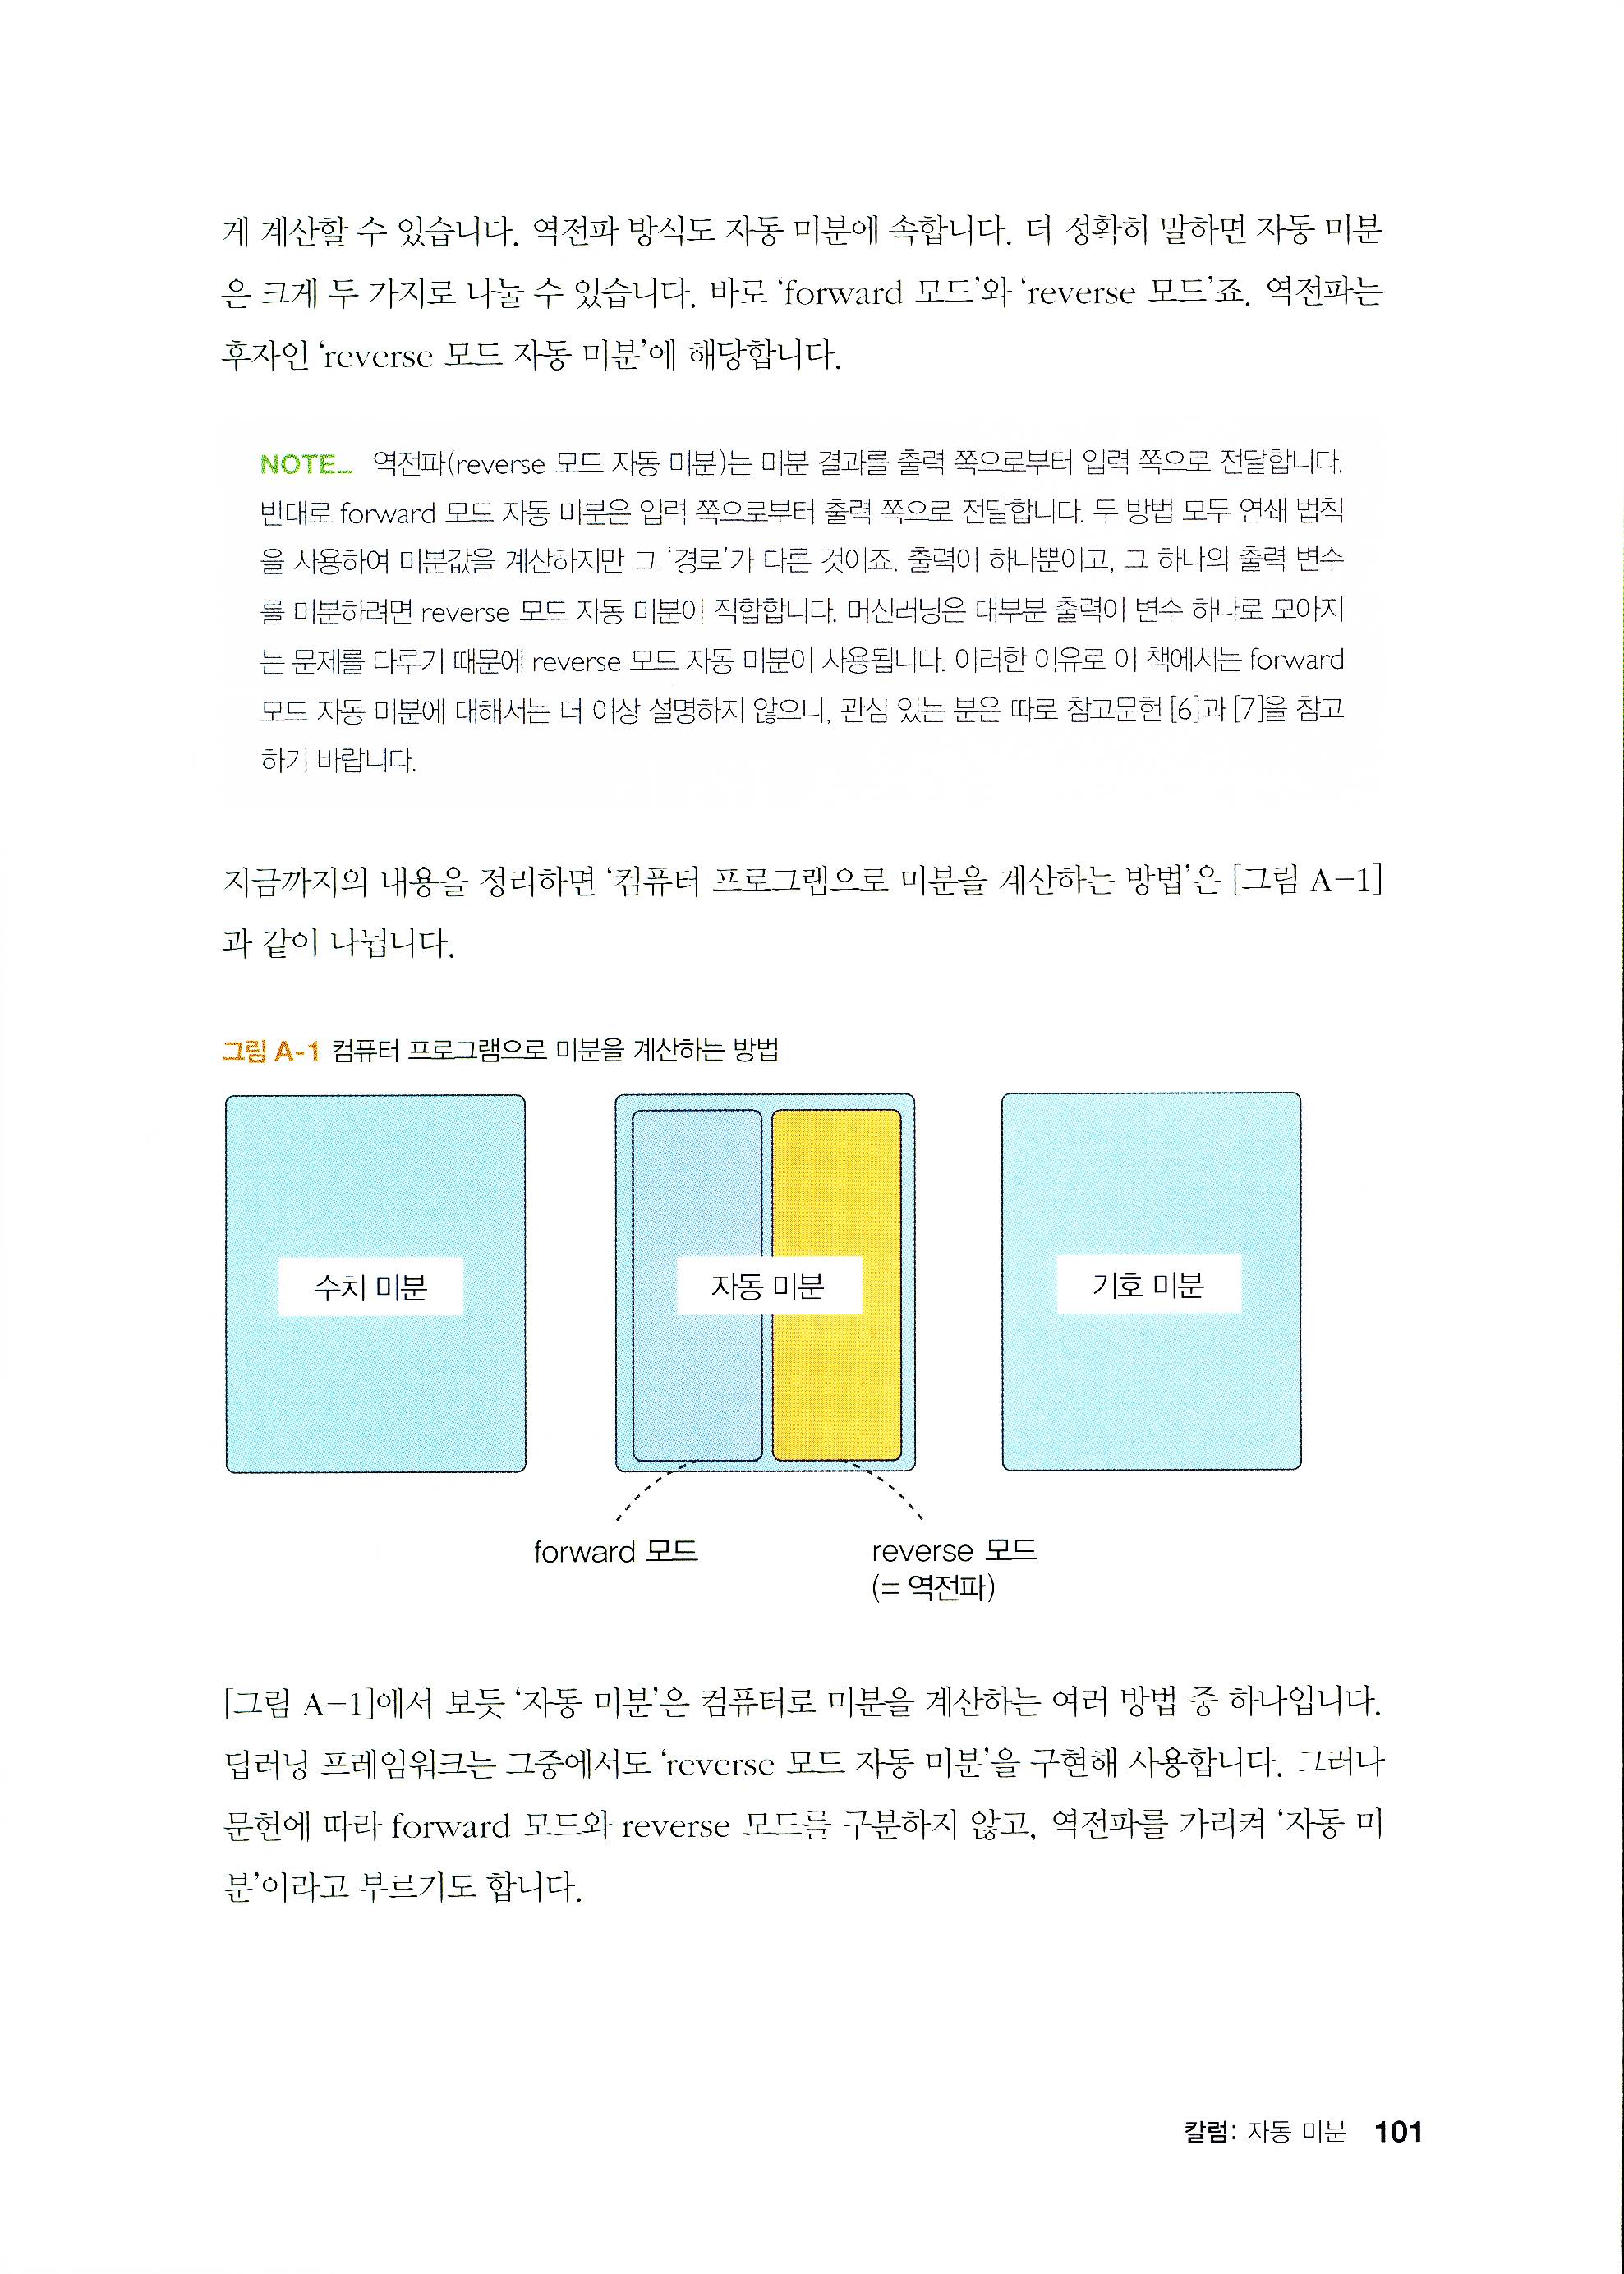 게 계산할 수 있습니다. 역전파 방식도 자동 미분에 속합니다. 더 정확히 말하면 자동 미분
은 크게 두 가지로 나눌 수 있습니다. 바로 ‘forward 모드’와 ‘reverse 모드’죠. 역전파는
후자인 ‘reverse 모드 자동 미분’에 해당합니다.
NOTE_ 역전파(reverse 모드 자동 미분)는 미분 결과를 출력 쪽으로부터 입력 쪽으로 전달합니다.
반대로 forward 모드 자동 미분은 입력 쪽으로부터 출력 쪽으로 전달합니다. 두 방법 모두 연쇄 법칙
을 사용하여 미분값을 계산하지만 그 ‘경로’가 다른 것이죠. 출력이 하나뿐이고, 그 하나의 출력 변수
를 미분하려면 reverse 모드 자동 미분이 적합합니다. 머신러닝은 대부분 출력이 변수 하나로 모아지
는 문제를 다루기 때문에 reverse 모드 자동 미분이 사용됩니다. 이러한 이유로 이 책에서는 forward
모드 자동 미분에 대해서는 더 이상 설명하지 않으니, 관심 있는 분은 따로 참고문헌 [6]과 [7]을 참고
하기 바랍니다.
지금까지의 내용을 정리하면 ‘컴퓨터 프로그램으로 미분을 계산하는 방법’은 [그림 A-1]
과 같이 나뉩니다.
그림 A-1 컴퓨터 프로그램으로 미분을 계산하는 방법
수치 미분
자동 미분
기호 미분
forward 모드
reverse 모드
(= 역전파)
[그림 A-1]에서 보듯 ‘자동 미분’은 컴퓨터로 미분을 계산하는 여러 방법 중 하나입니다.
딥러닝 프레임워크는 그중에서도 ‘reverse 모드 자동 미분’을 구현해 사용합니다. 그러나
문헌에 따라 forward 모드와 reverse 모드를 구분하지 않고, 역전파를 가리켜 ‘자동 미
분’이라고 부르기도 합니다.
칼럼: 자동 미분 101